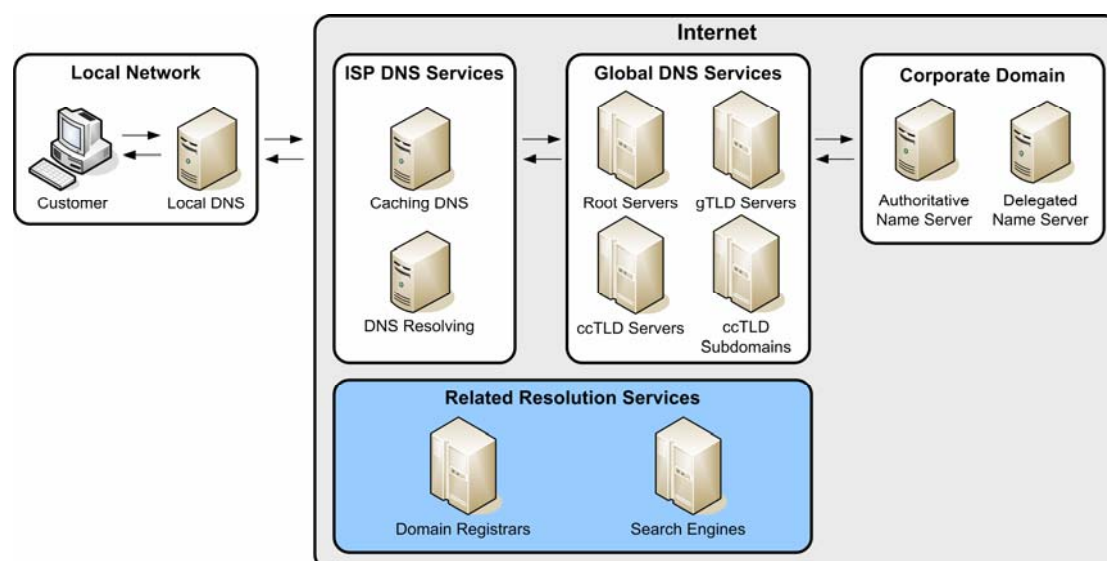 Internet
Local Network
Customer
Local DNS
ISP DNS Services
Caching DNS
DNS Resolving
Global DNS Services
Root Servers
gTLD Servers
ccTLD Servers
ccTLD
Subdomains
Corporate Domain
Authoritative
Name Server
Delegated
Name Server
Related Resolution Services
Domain Registrars
Search Engines